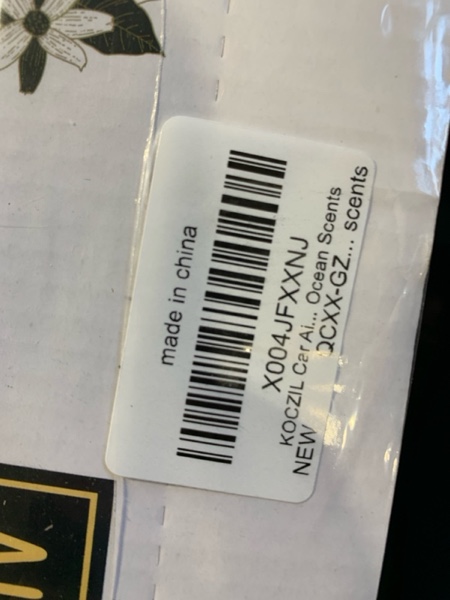 made in china
X004JFXXNJ
KOCZIL Car Ai... Ocean Scents
NEW
QCXX-GZ... scents